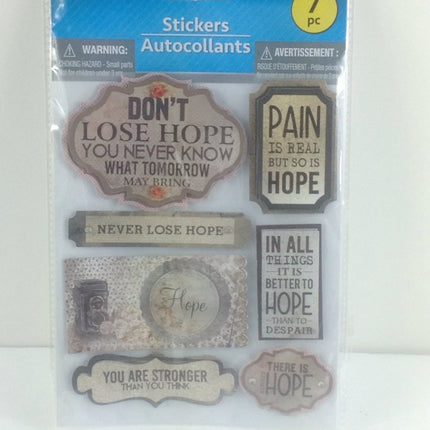 7
pc
Stickers
Autocollants
WARNING:
CHOKING HAZARD - Small parts
AVERTISSEMENT:
DON'T
LOSE HOPE
YOU NEVER KNOW
WHAT TOMORROW
MAY BRING
PAIN
IS REAL
BUT SO IS
HOPE
NEVER LOSE HOPE
IN ALL
THINGS
IT IS
BETTER TO
HOPE
THAN TO
DESPAIR
Hope
YOU ARE STRONGER
THAN YOU THINK
THERE IS
HOPE